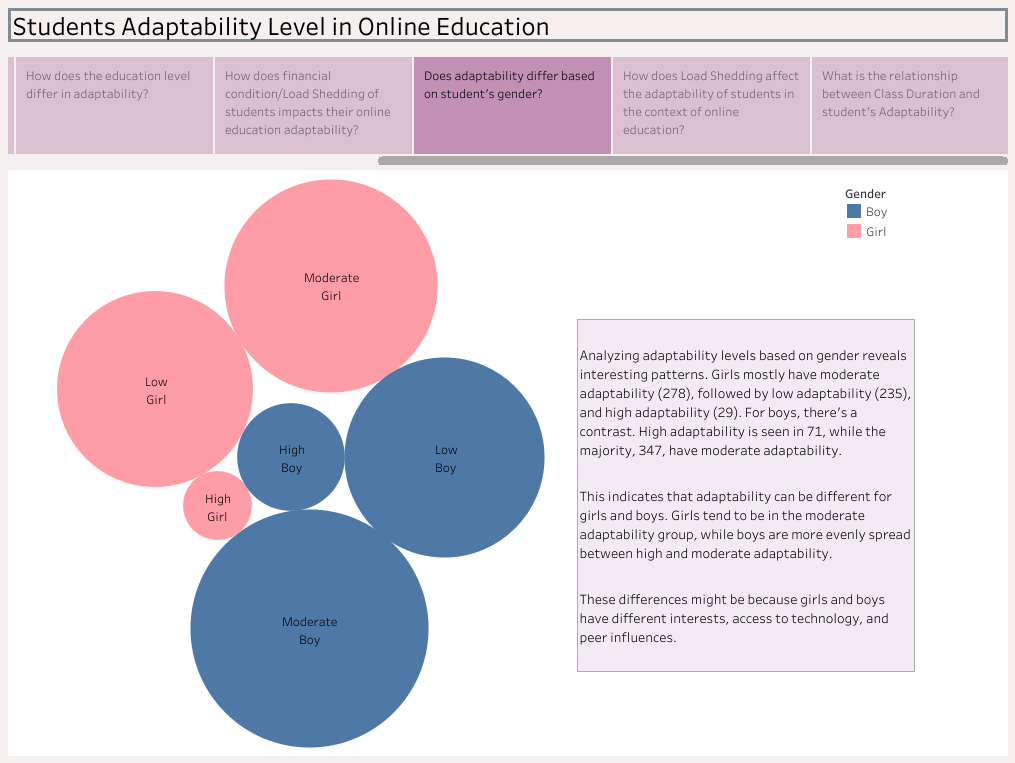 Students Adaptability Level in Online Education
How does the education level
differ in adaptability?
How does financial
condition/Load Shedding of
students impacts their online
education adaptability?
Does adaptability differ based
on student's gender?
How does Load Shedding affect
the adaptability of students in
the context of online
education?
What is the relationship
between Class Duration and
student's Adaptability?
Gender
Boy
Girl
Moderate
Girl
Low
Girl
High
Boy
Low
Boy
High
Girl
Moderate
Boy
Analyzing adaptability levels based on gender reveals
interesting patterns. Girls mostly have moderate
adaptability (278), followed by low adaptability (235),
and high adaptability (29). For boys, there's a
contrast. High adaptability is seen in 71, while the
majority, 347, have moderate adaptability.
This indicates that adaptability can be different for
girls and boys. Girls tend to be in the moderate
adaptability group, while boys are more evenly spread
between high and moderate adaptability.
These differences might be because girls and boys
have different interests, access to technology, and
peer influences.